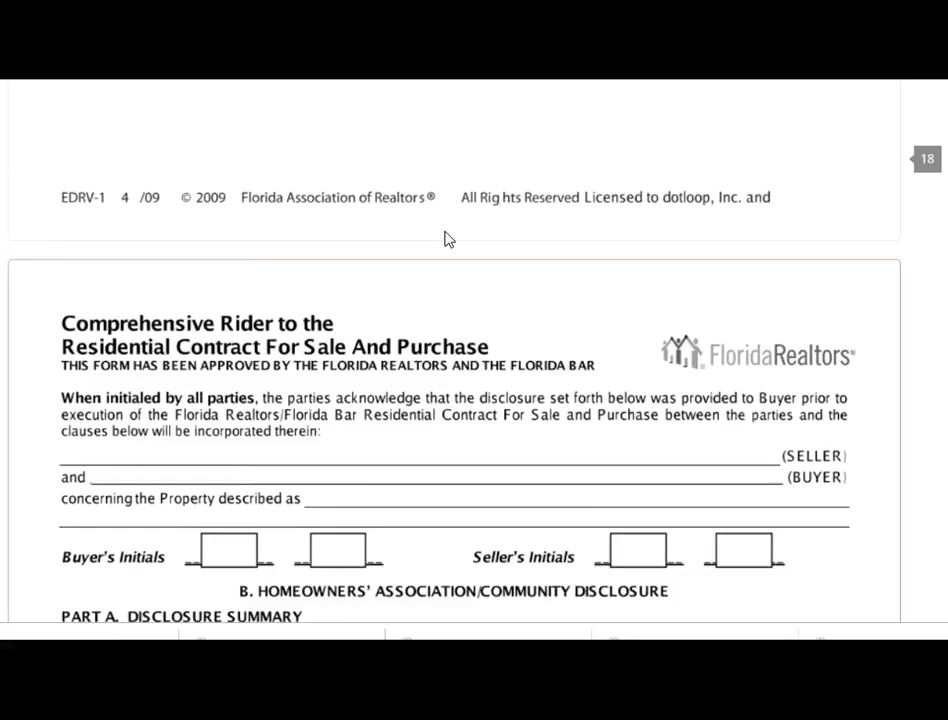 18
EDRV-1 4 /09 © 2009 Florida Association of Realtors® All Rig hts Reserved Licensed to dotloop, Inc. and
Comprehensive Rider to the
Residential Contract For Sale And Purchase
THIS FORM HAS BEEN APPROVED BY THE FLORIDA REALTORS AND THE FLORIDA BAR
FloridaRealtors®
When initialed by all parties, the parties acknowledge that the disclosure set forth below was provided to Buyer prior to
execution of the Florida Realtors/Florida Bar Residential Contract For Sale and Purchase between the parties and the
clauses below will be incorporated therein:
(SELLER)
and (BUYER)
concerning the Property described as
Buyer's Initials Seller's Initials
B. HOMEOWNERS' ASSOCIATION/COMMUNITY DISCLOSURE
PART A. DISCLOSURE SUMMARY